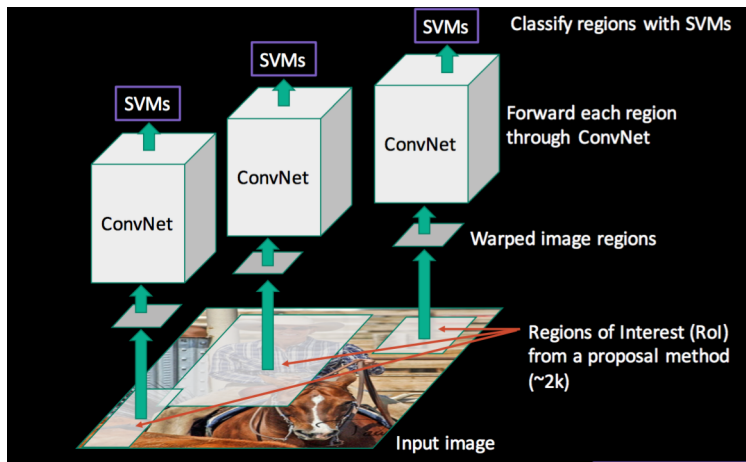 SVMs
Classify regions with SVMs
SVMs
SVMs
Forward each region
through ConvNet
ConvNet
ConvNet
ConvNet
Warped image regions
Regions of Interest (RoI)
from a proposal method
(~2k)
Input image